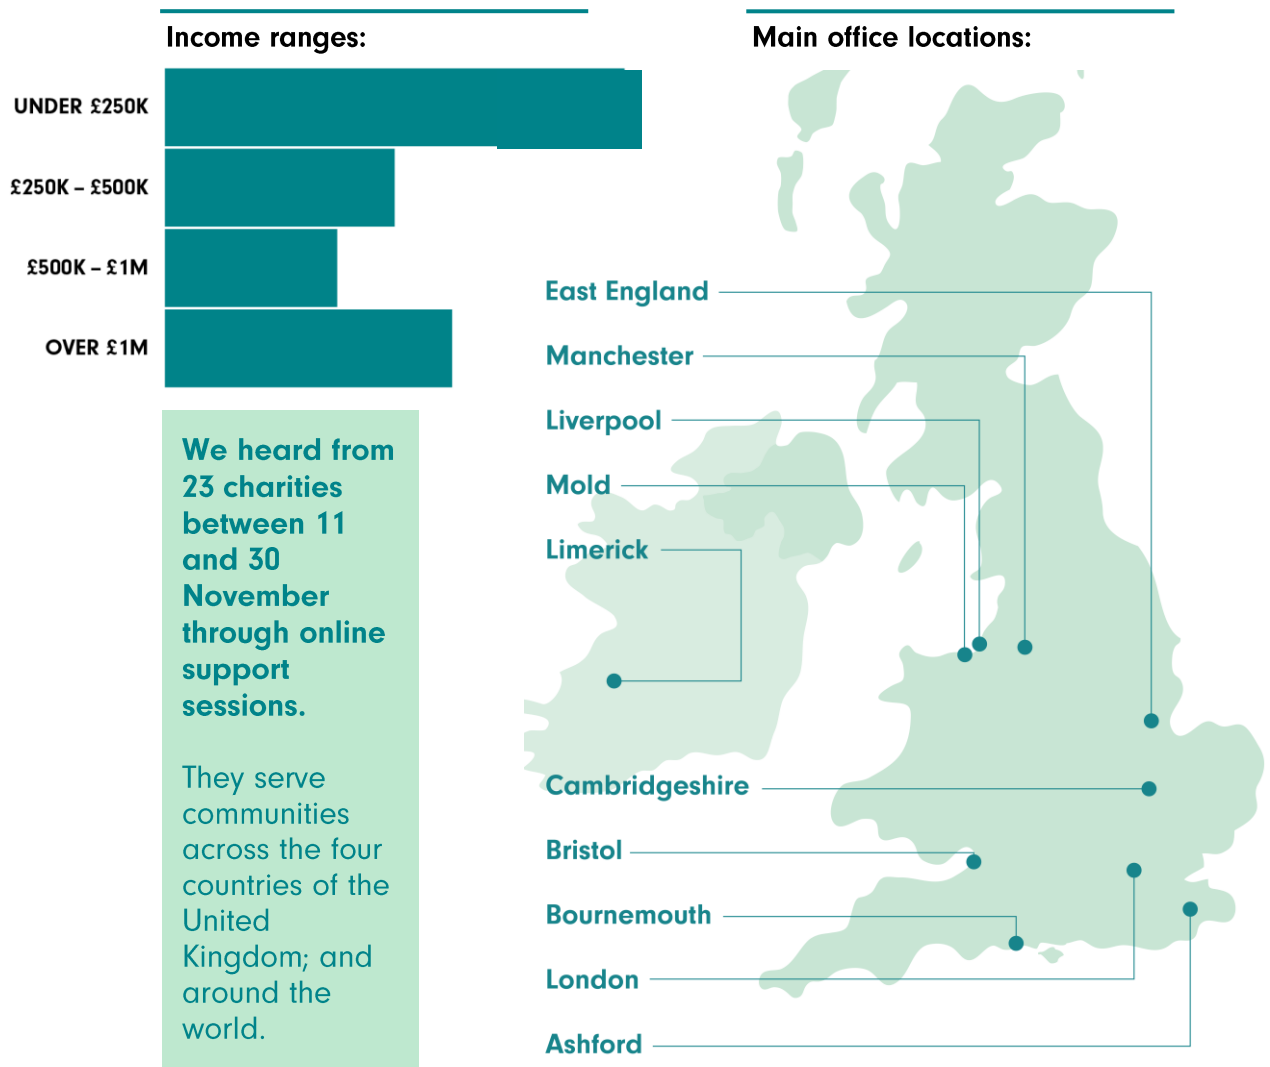 Income ranges:
UNDER £250K
£250K – £500K
£500K – £1M
OVER £1M
We heard from
23 charities
between 11
and 30
November
through online
support
sessions.
They serve
communities
across the four
countries of the
United
Kingdom; and
around the
world.
Main office locations:
East England
Manchester
Liverpool
Mold
Limerick
Cambridgeshire
Bristol
Bournemouth
London
Ashford